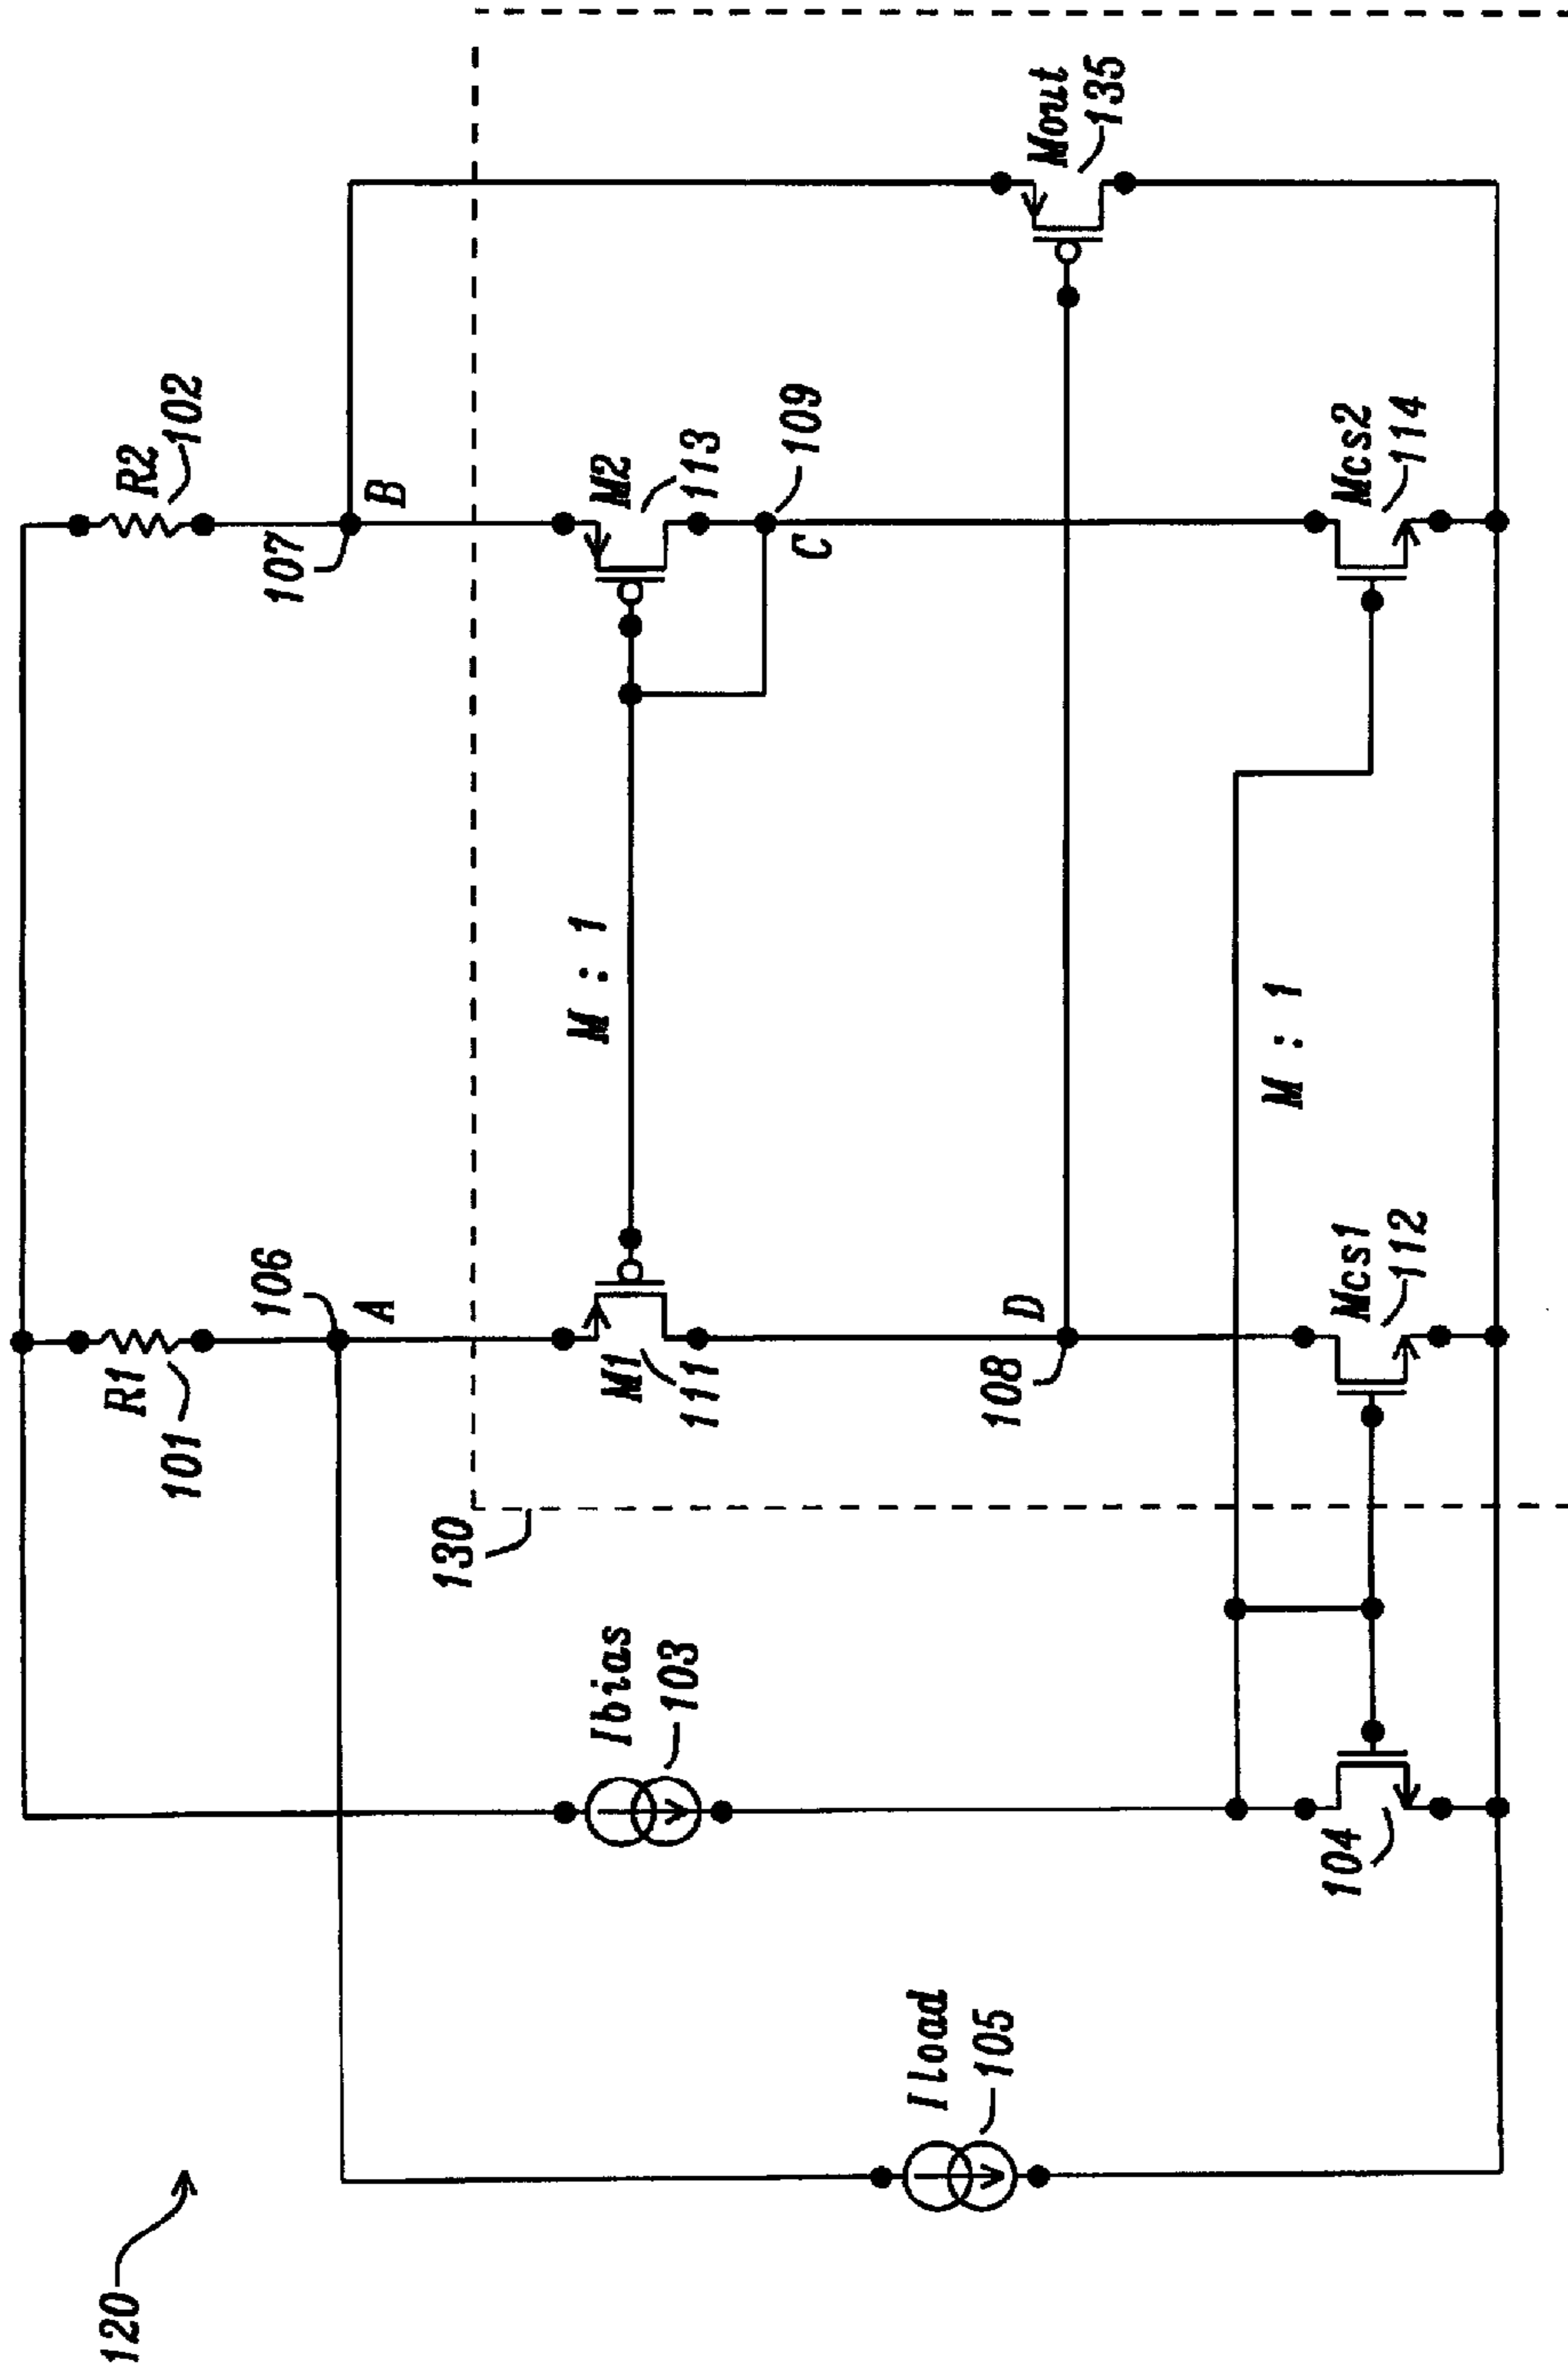 120
R1
101
R2
102
106
A
107
B
130
Ibias
103
M1
111
M : 1
M2
113
109
C
Iload
105
108
D
Mout
135
M : 1
104
Mcs1
112
Mcs2
114